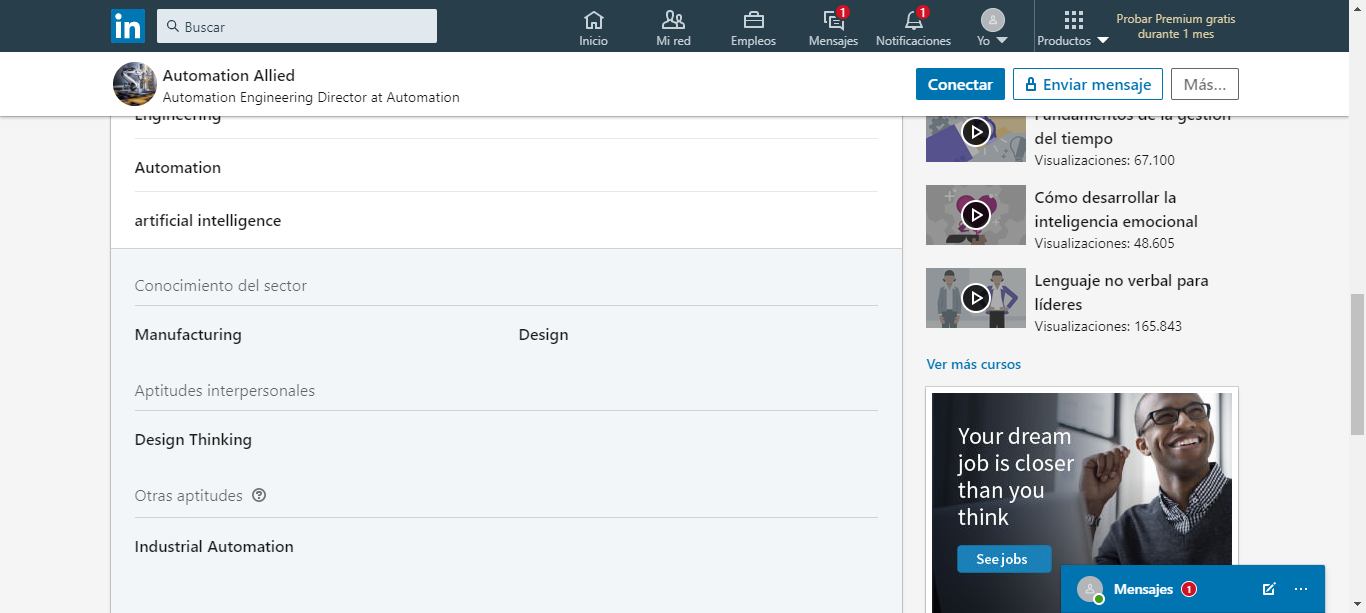 in
Buscar
Inicio
Mi red
Empleos
1
Mensajes
1
Notificaciones
Yo
Productos
Probar Premium gratis
durante 1 mes
Automation Allied
Automation Engineering Director at Automation
Conectar
Enviar mensaje
Más...
Engineering
Automation
artificial intelligence
Conocimiento del sector
Manufacturing
Design
Aptitudes interpersonales
Design Thinking
Otras aptitudes
Industrial Automation
Fundamentos de la gestión
del tiempo
Visualizaciones: 67.100
Cómo desarrollar la
inteligencia emocional
Visualizaciones: 48.605
Lenguaje no verbal para
líderes
Visualizaciones: 165.843
Ver más cursos
Your dream
job is closer
than you
think
See jobs
Mensajes 1